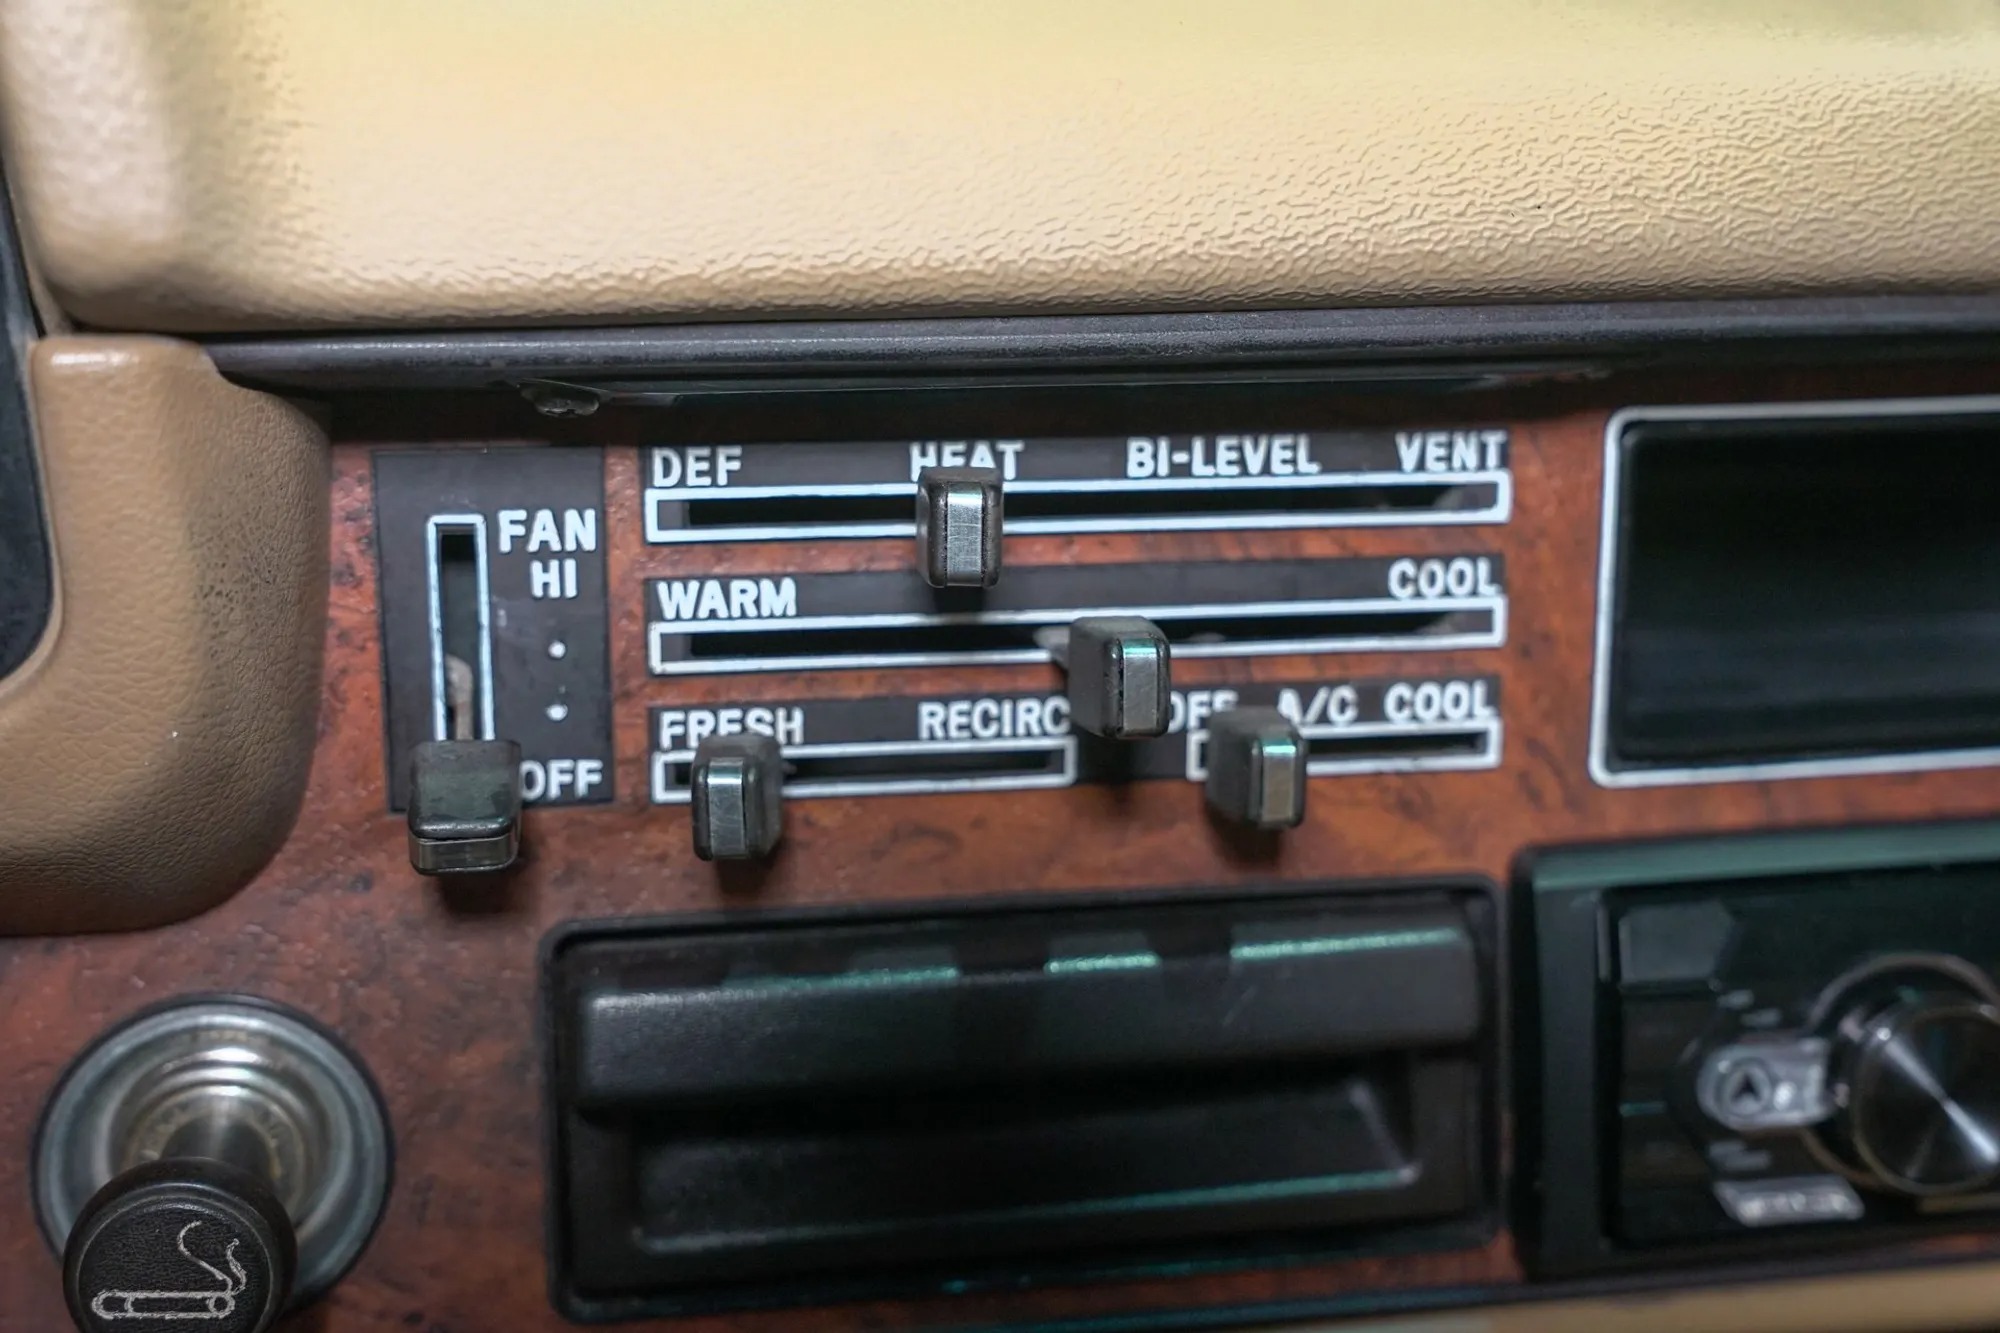 DEF HEAT BI-LEVEL VENT
FAN
HI
WARM COOL
FRESH RECIRC OFF A/C COOL
OFF